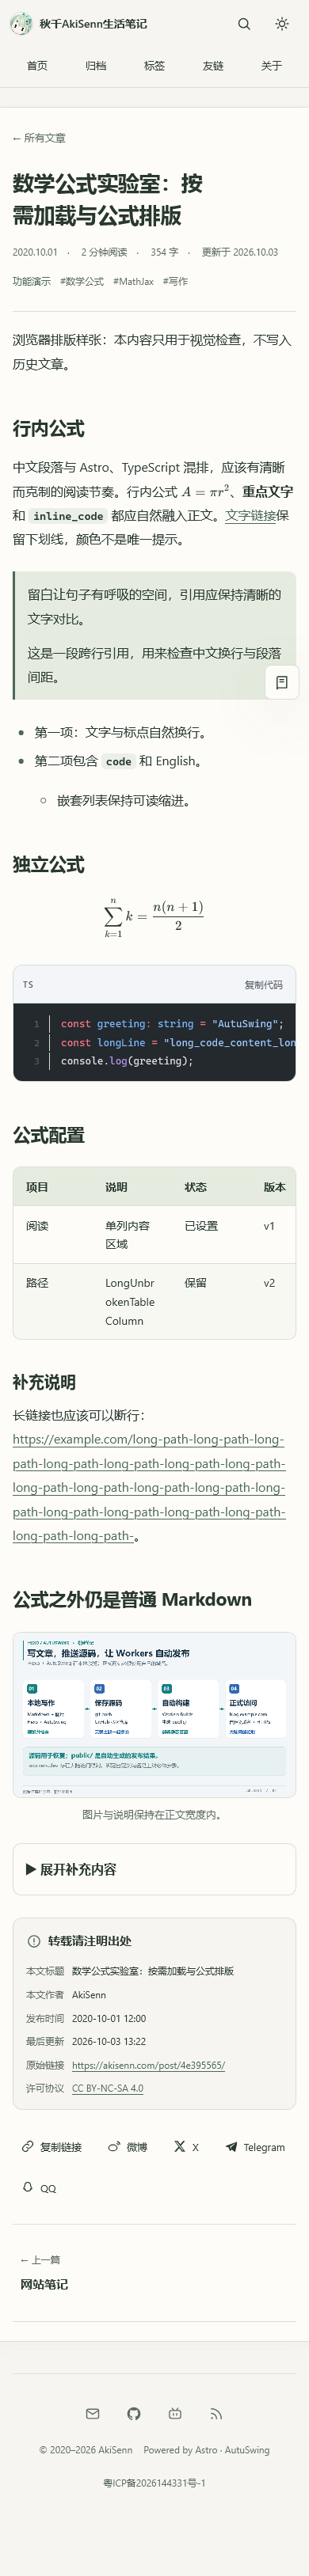 秋千AkiSenn生活笔记
首页 归档 标签 友链 关于
← 所有文章
数学公式实验室：按
需加载与公式排版
2020.10.01 · 2 分钟阅读 · 354 字 · 更新于 2026.10.03
功能演示 #数学公式 #MathJax #写作
浏览器排版样张：本内容只用于视觉检查，不写入
历史文章。
行内公式
中文段落与 Astro、TypeScript 混排，应该有清晰
而克制的阅读节奏。行内公式 A = πr²、重点文字
和 inline_code 都应自然融入正文。文字链接保
留下划线，颜色不是唯一提示。
留白让句子有呼吸的空间，引用应保持清晰的
文字对比。
这是一段跨行引用，用来检查中文换行与段落
间距。
• 第一项：文字与标点自然换行。
• 第二项包含 code 和 English。
◦ 嵌套列表保持可读缩进。
独立公式
n
∑ k = n(n + 1)
k=1 2
TS 复制代码
1 const greeting: string = "AutuSwing";
2 const longLine = "long_code_content_lon
3 console.log(greeting);
公式配置
项目 说明 状态 版本
阅读 单列内容 已设置 v1
区域
路径 LongUnbr 保留 v2
okenTable
Column
补充说明
长链接也应该可以断行：
https://example.com/long-path-long-path-long-
path-long-path-long-path-long-path-long-path-
long-path-long-path-long-path-long-path-long-
path-long-path-long-path-long-path-long-path-
long-path-long-path-。
公式之外仍是普通 Markdown
写文章，推送源码，让 Workers 自动发布
01 02 03 04
本地写作 保存源码 自动构建 正式访问
图片与说明保持在正文宽度内。
▶ 展开补充内容
转载请注明出处
本文标题 数学公式实验室：按需加载与公式排版
本文作者 AkiSenn
发布时间 2020-10-01 12:00
最后更新 2026-10-03 13:22
原始链接 https://akisenn.com/post/4e395565/
许可协议 CC BY-NC-SA 4.0
复制链接 微博 X Telegram
QQ
← 上一篇
网站笔记
© 2020–2026 AkiSenn Powered by Astro · AutuSwing
粤ICP备2026144331号-1